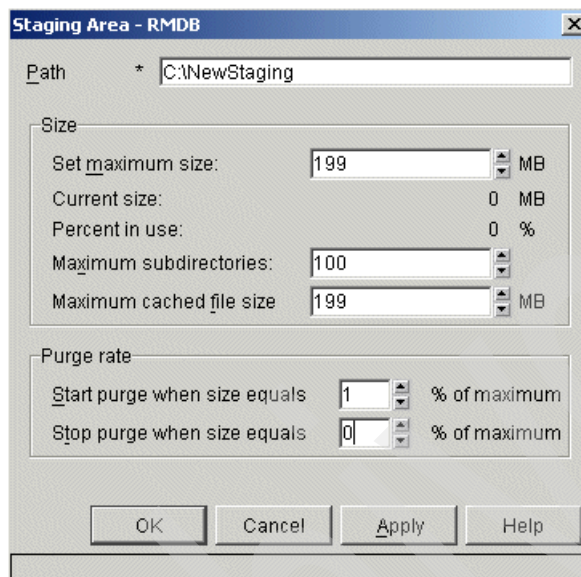 Staging Area - RMDB
Path * C:\NewStaging
Size
Set maximum size: 199 MB
Current size: 0 MB
Percent in use: 0 %
Maximum subdirectories: 100
Maximum cached file size 199 MB
Purge rate
Start purge when size equals 1 % of maximum
Stop purge when size equals 0 % of maximum
OK Cancel Apply Help